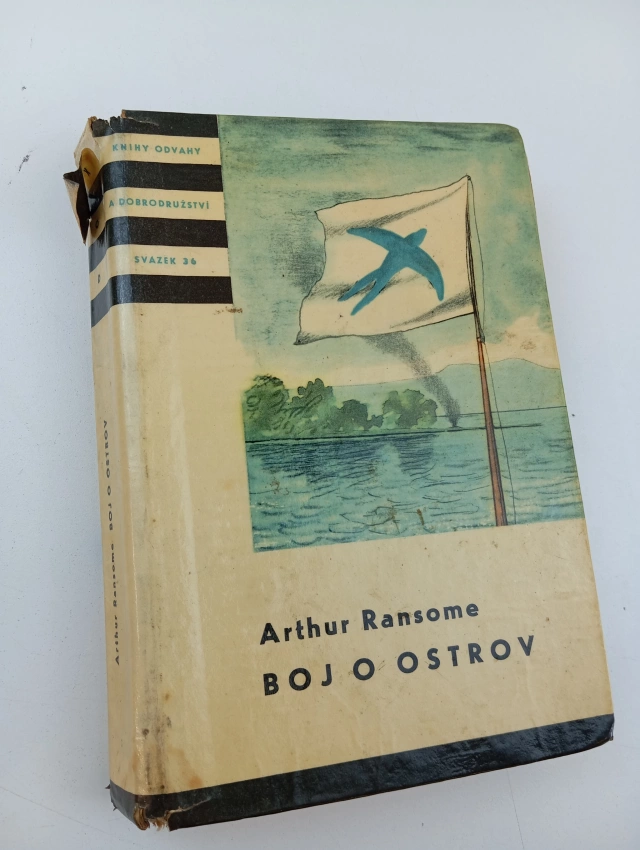 KNIHY ODVAHY
A DOBRODRUŽSTVÍ
SVAZEK 36
Arthur Ransome
BOJ O OSTROV
Arthur Ransome BOJ O OSTROV